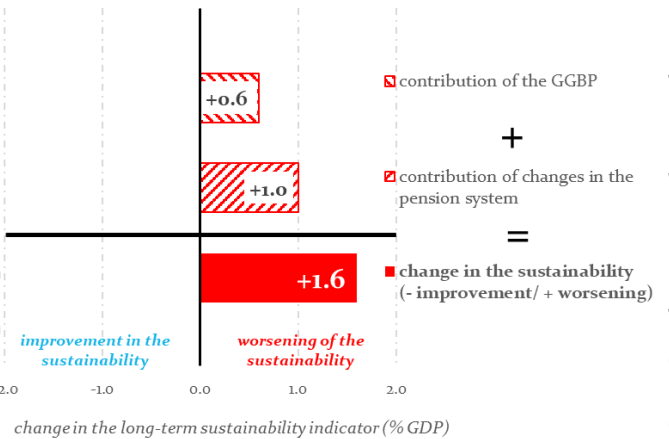 +0.6
contribution of the GGBP
+
+1.0
contribution of changes in the
pension system
=
+1.6
change in the sustainability
(- improvement/ + worsening)
improvement in the
sustainability
worsening of the
sustainability
2.0 -1.0 0.0 1.0 2.0
change in the long-term sustainability indicator (% GDP)